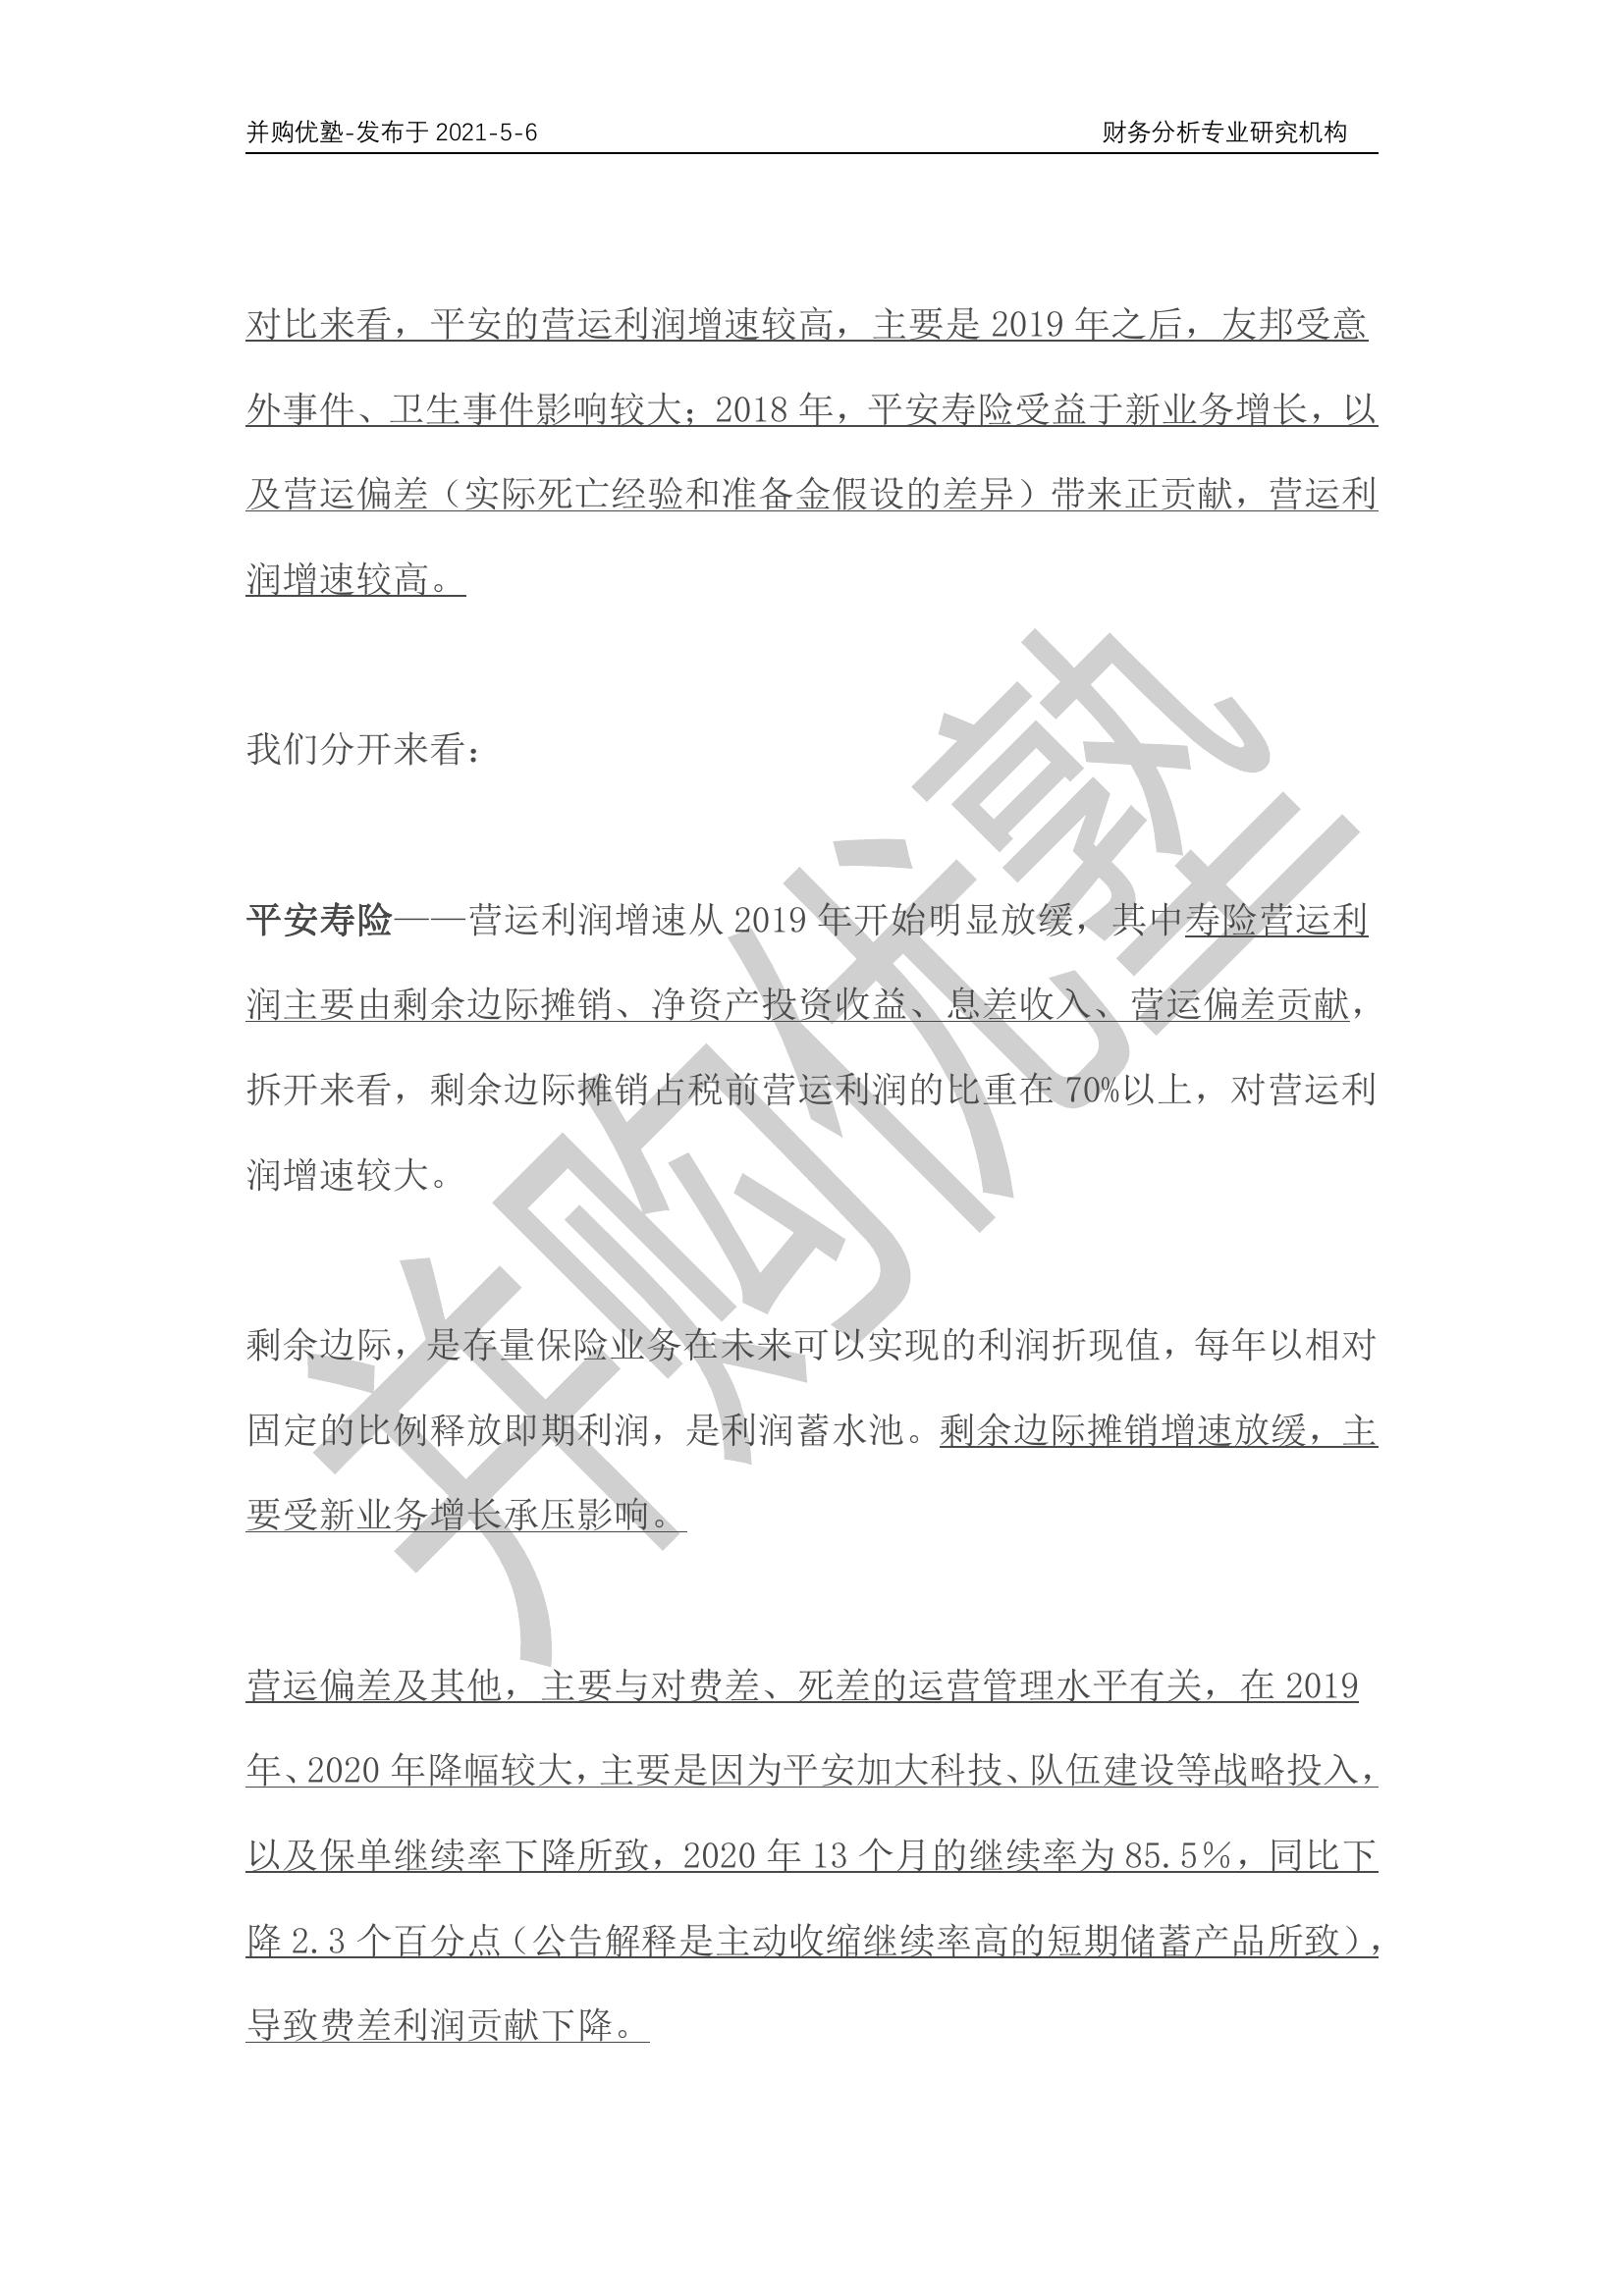 并购优塾-发布于 2021-5-6 财务分析专业研究机构
对比来看，平安的营运利润增速较高，主要是 2019 年之后，友邦受意
外事件、卫生事件影响较大；2018 年，平安寿险受益于新业务增长，以
及营运偏差（实际死亡经验和准备金假设的差异）带来正贡献，营运利
润增速较高。
我们分开来看：
平安寿险——营运利润增速从 2019 年开始明显放缓，其中寿险营运利
润主要由剩余边际摊销、净资产投资收益、息差收入、营运偏差贡献，
拆开来看，剩余边际摊销占税前营运利润的比重在 70%以上，对营运利
润增速较大。
剩余边际，是存量保险业务在未来可以实现的利润折现值，每年以相对
固定的比例释放即期利润，是利润蓄水池。剩余边际摊销增速放缓，主
要受新业务增长承压影响。
营运偏差及其他，主要与对费差、死差的运营管理水平有关，在 2019
年、2020 年降幅较大，主要是因为平安加大科技、队伍建设等战略投入，
以及保单继续率下降所致，2020 年 13 个月的继续率为 85.5％，同比下
降 2.3 个百分点（公告解释是主动收缩继续率高的短期储蓄产品所致），
导致费差利润贡献下降。
并购优塾